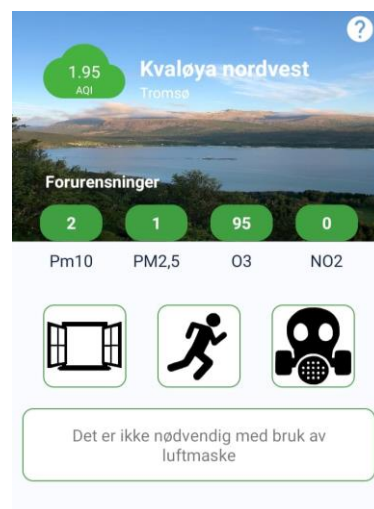 ?
1.95
AQI
Kvaløya nordvest
Tromsø
Forurensninger
2 1 95 0
Pm10 PM2,5 O3 NO2
Det er ikke nødvendig med bruk av
luftmaske